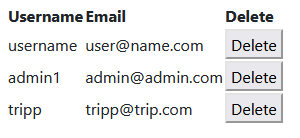 Username Email Delete
username user@name.com Delete
admin1 admin@admin.com Delete
tripp tripp@trip.com Delete